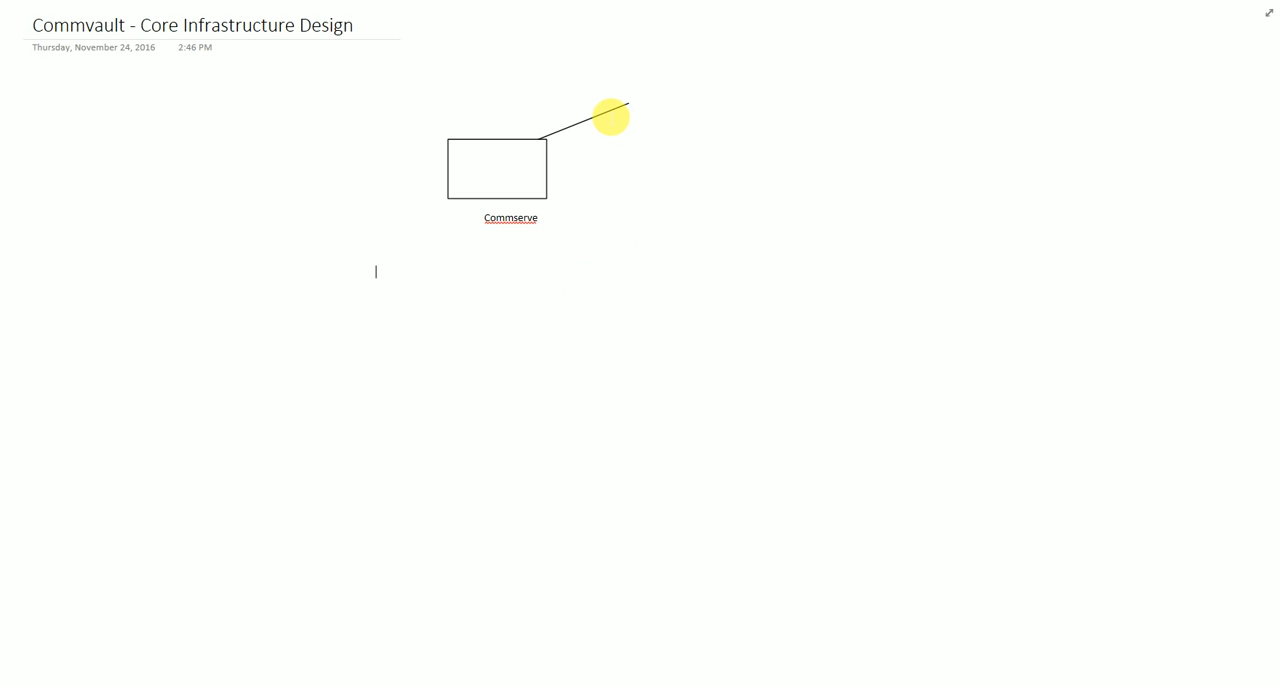 Commvault - Core Infrastructure Design
Thursday, November 24, 2016 2:46 PM
Commserve